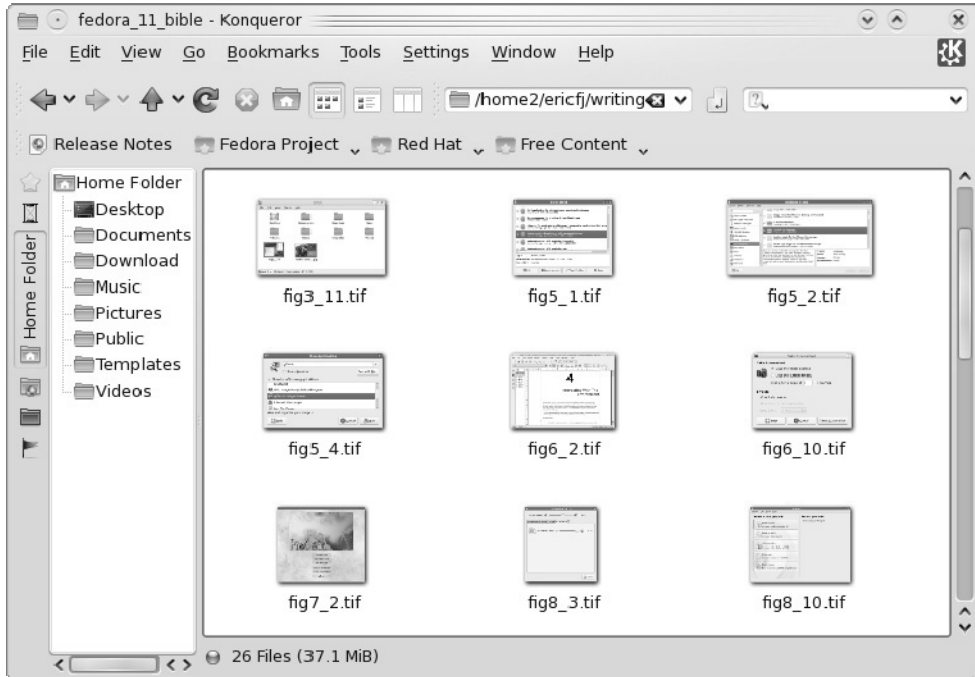 fedora_11_bible - Konqueror
File Edit View Go Bookmarks Tools Settings Window Help
/home2/ericfj/writing
Release Notes Fedora Project Red Hat Free Content
Home Folder
Home Folder
Desktop
Documents
Download
Music
Pictures
Public
Templates
Videos
fig3_11.tif fig5_1.tif fig5_2.tif
4
fig5_4.tif fig6_2.tif fig6_10.tif
fig7_2.tif fig8_3.tif fig8_10.tif
26 Files (37.1 MiB)